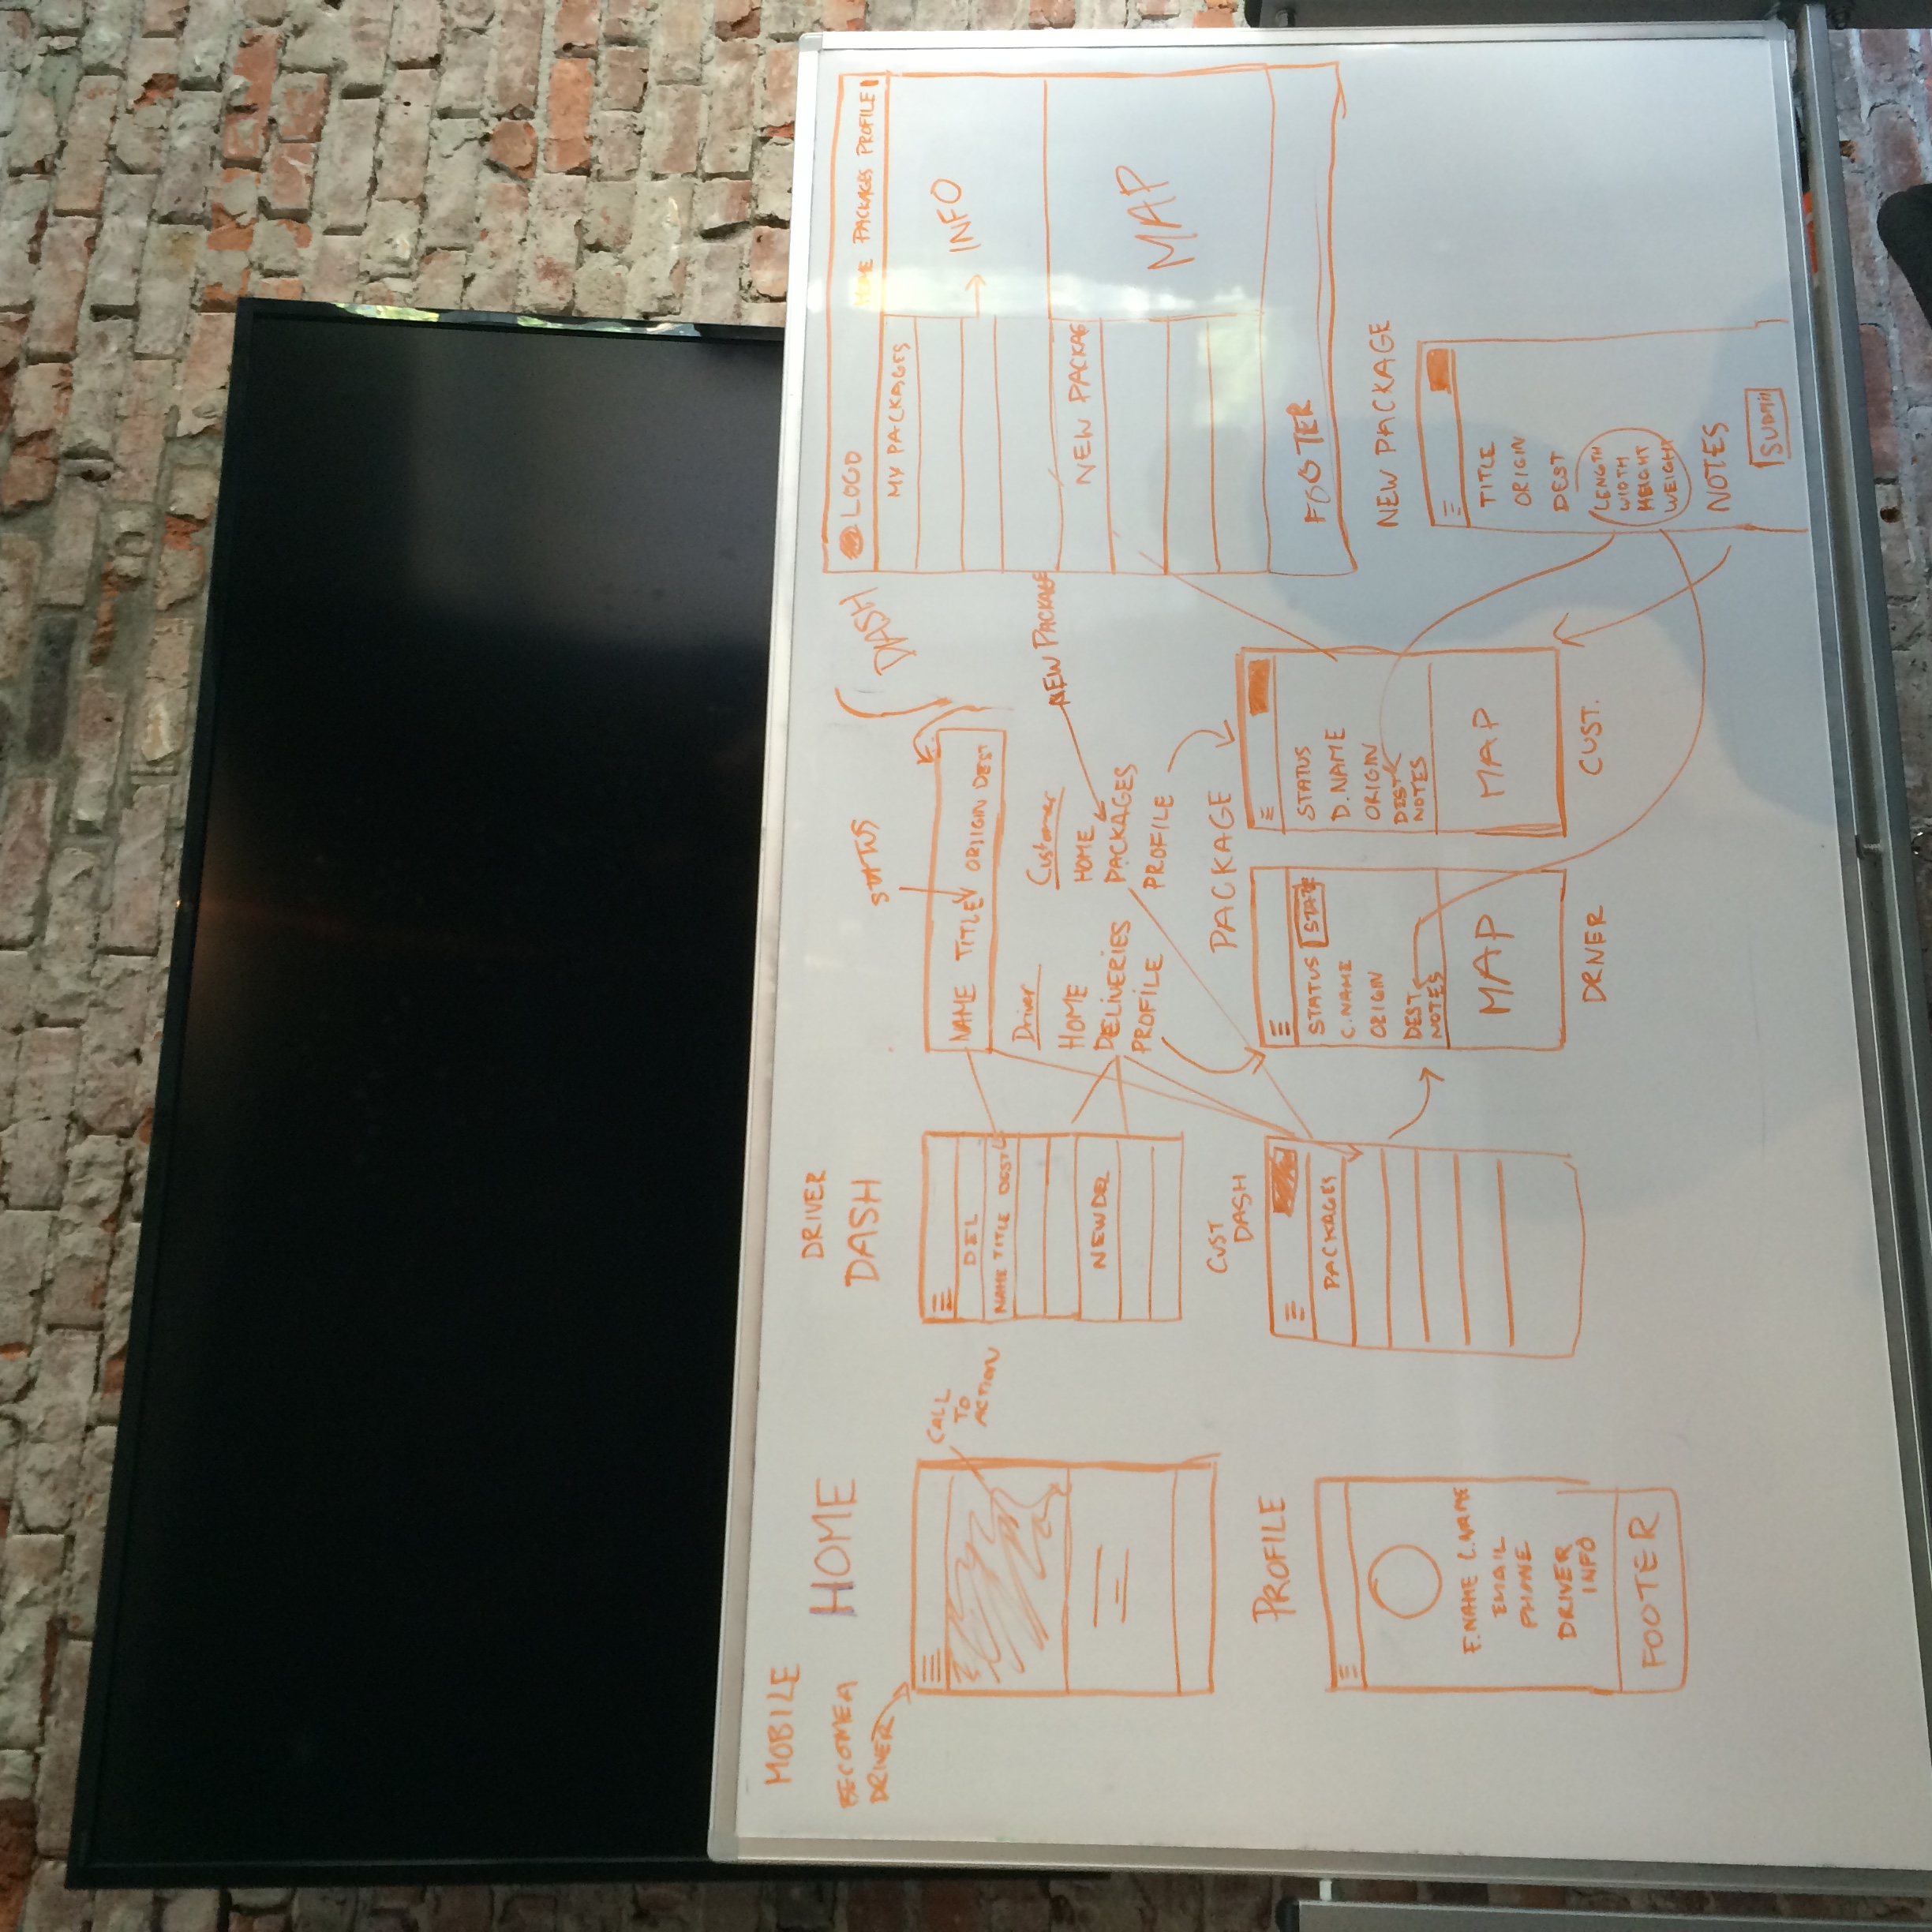 MOBILE
HOME
BECOME A
DRIVER
CALL
TO
ACTION
PROFILE
F.NAME L.NAME
EMAIL
PHONE
DRIVER
INFO
FOOTER
DRIVER
DASH
DEL
NAME TITLE DEST
NEW DEL
CUST
DASH
PACKAGES
STATUS
NAME TITLE ORIIGIN DEST
Driver
HOME
DELIVERIES
PROFILE
Customer
HOME
PACKAGES
PROFILE
NEW PACKAGE
PACKAGE
STATUS STATE
C.NAME
ORIGIN
DEST
NOTES
MAP
DRIVER
STATUS
D.NAME
ORIGIN
DEST
NOTES
MAP
CUST.
DASH
LOGO
HOME PACKAGES PROFILE
MY PACKAGES
INFO
NEW PACKAG
MAP
FOOTER
NEW PACKAGE
TITLE
ORIGIN
DEST
LENGTH
WIDTH
HEIGHT
WEIGHT
NOTES
SUBMIT